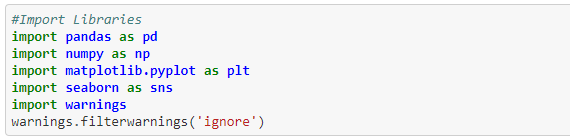 #Import Libraries
import pandas as pd
import numpy as np
import matplotlib.pyplot as plt
import seaborn as sns
import warnings
warnings.filterwarnings('ignore')